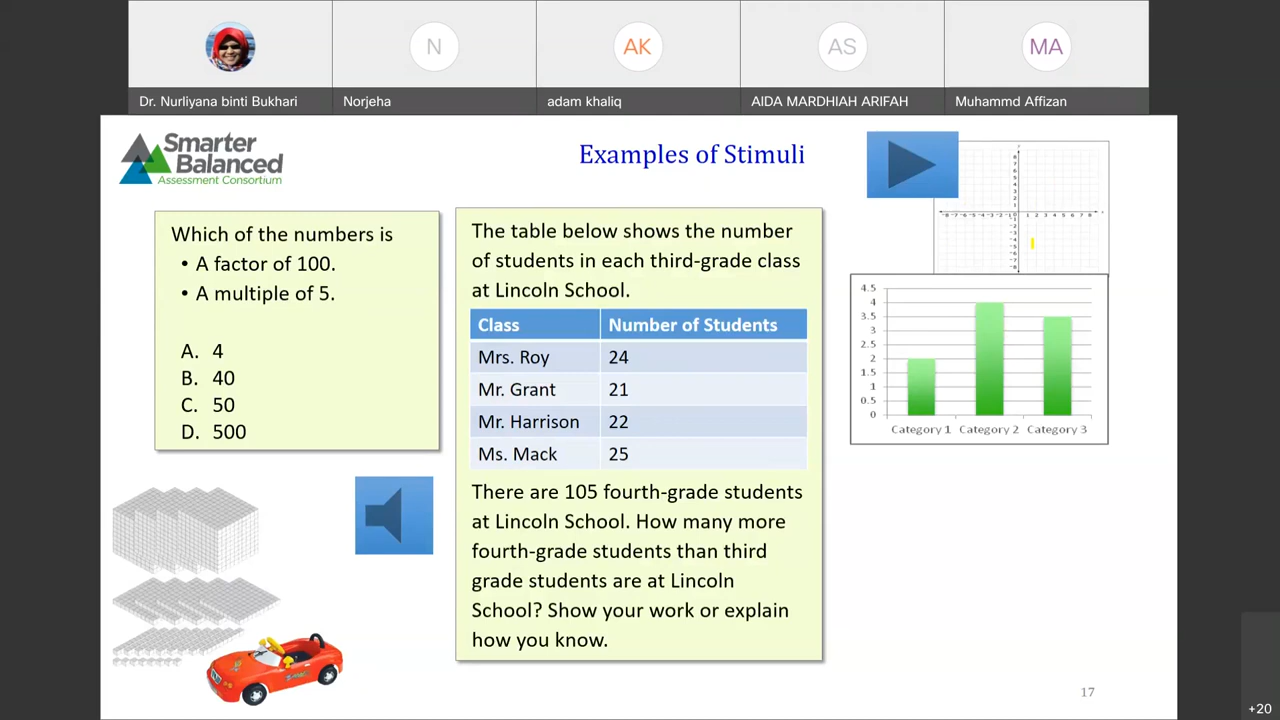 N
AK
AS
MA
Dr. Nurliyana binti Bukhari
Norjeha
adam khaliq
AIDA MARDHIAH ARIFAH
Muhammd Affizan
Smarter
Balanced
Assessment Consortium
Examples of Stimuli
Which of the numbers is
• A factor of 100.
• A multiple of 5.
A. 4
B. 40
C. 50
D. 500
The table below shows the number
of students in each third-grade class
at Lincoln School.
Class Number of Students
Mrs. Roy 24
Mr. Grant 21
Mr. Harrison 22
Ms. Mack 25
There are 105 fourth-grade students
at Lincoln School. How many more
fourth-grade students than third
grade students are at Lincoln
School? Show your work or explain
how you know.
4.5
4
3.5
3
2.5
2
1.5
1
0.5
0
Category 1 Category 2 Category 3
17
+20